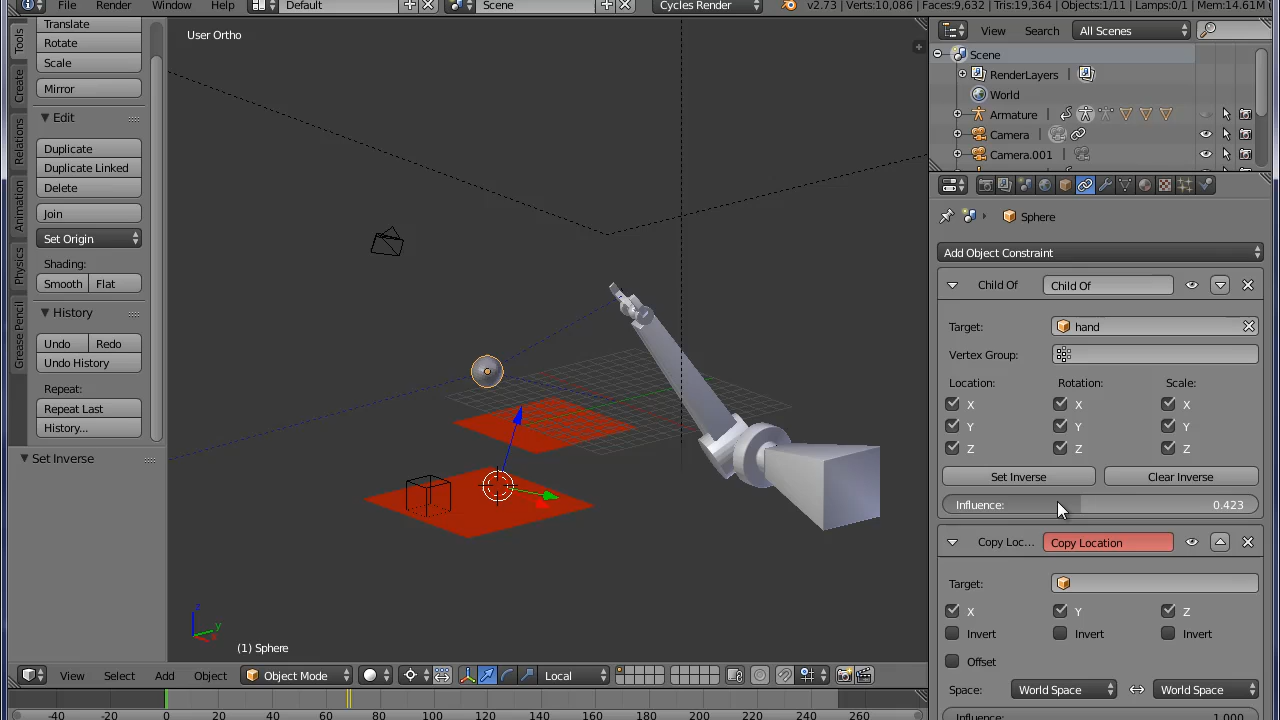 File Render Window Help Default Scene Cycles Render v2.73 | Verts:10,086 | Faces:9,632 | Tris:19,364 | Objects:1/11 | Lamps:0/1 | Mem:14.61M
Tools
Create
Relations
Animation
Physics
Grease Pencil
Translate
Rotate
Scale
Mirror
Edit
Duplicate
Duplicate Linked
Delete
Join
Set Origin
Shading:
Smooth Flat
History
Undo Redo
Undo History
Repeat:
Repeat Last
History...
Set Inverse
User Ortho
z
y
(1) Sphere
View Select Add Object Object Mode Local
-40 -20 0 20 40 60 80 100 120 140 160 180 200 220 240 260
View Search All Scenes
Scene
RenderLayers |
World
Armature |
Camera |
Camera.001 |
Sphere
Add Object Constraint
Child Of Child Of
Target: hand
Vertex Group:
Location: Rotation: Scale:
X X X
Y Y Y
Z Z Z
Set Inverse Clear Inverse
Influence: 0.423
Copy Loc... Copy Location
Target:
X Y Z
Invert Invert Invert
Offset
Space: World Space World Space
Influence: 1.000